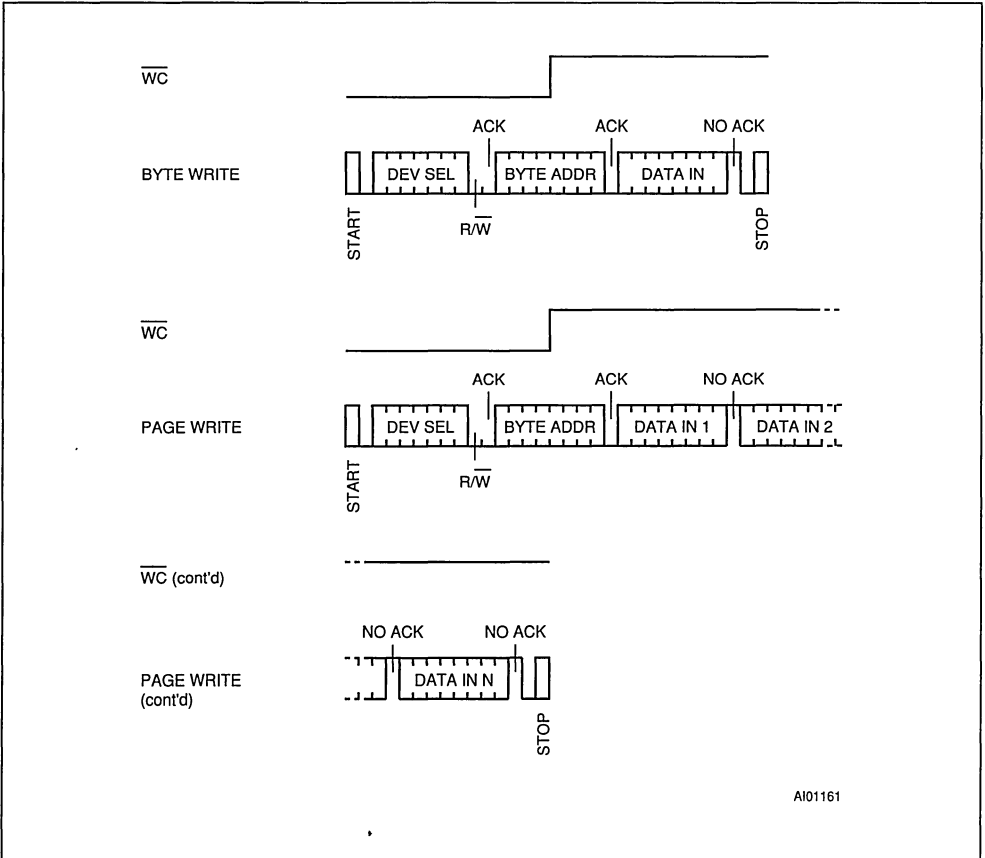 WC
ACK ACK NO ACK
BYTE WRITE DEV SEL BYTE ADDR DATA IN
START R/W STOP
WC
ACK ACK NO ACK
PAGE WRITE DEV SEL BYTE ADDR DATA IN 1 DATA IN 2
START R/W
WC (cont'd)
NO ACK NO ACK
PAGE WRITE DATA IN N
(cont'd)
STOP
AI01161